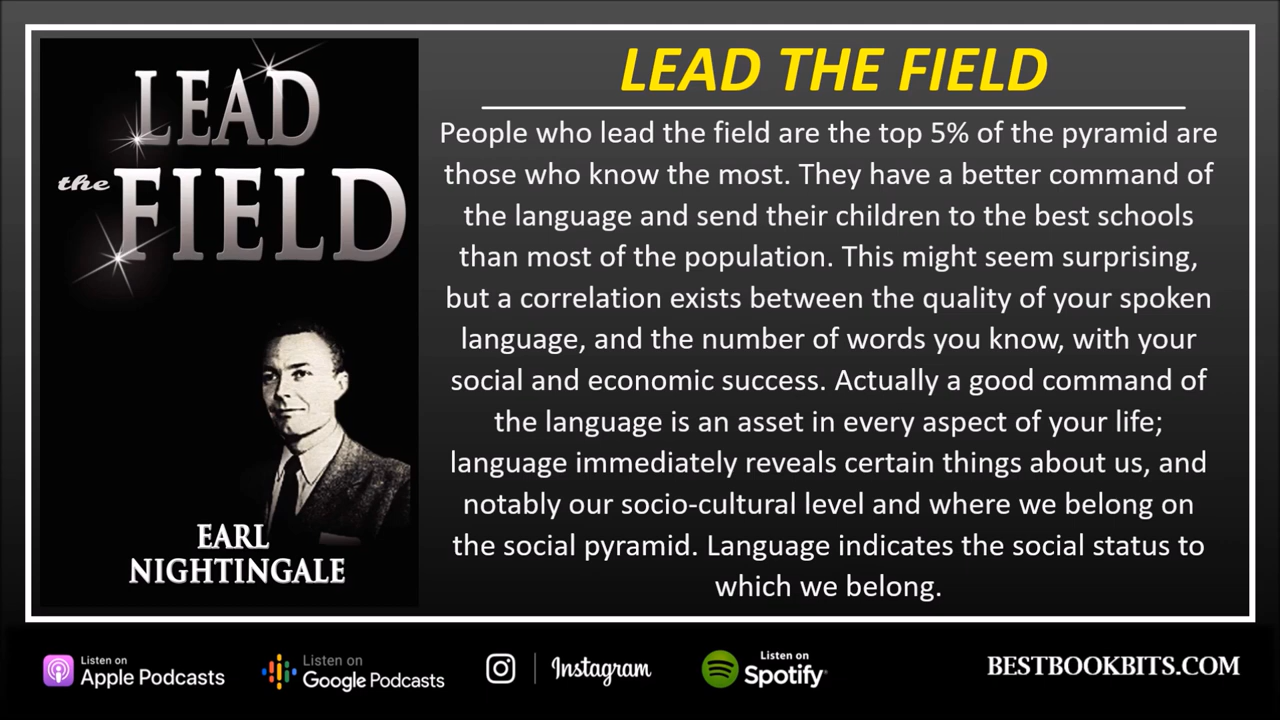 LEAD
the FIELD
EARL
NIGHTINGALE
LEAD THE FIELD
People who lead the field are the top 5% of the pyramid are
those who know the most. They have a better command of
the language and send their children to the best schools
than most of the population. This might seem surprising,
but a correlation exists between the quality of your spoken
language, and the number of words you know, with your
social and economic success. Actually a good command of
the language is an asset in every aspect of your life;
language immediately reveals certain things about us, and
notably our socio-cultural level and where we belong on
the social pyramid. Language indicates the social status to
which we belong.
Listen on
Apple Podcasts
Listen on
Google Podcasts
Instagram
Listen on
Spotify
BESTBOOKBITS.COM